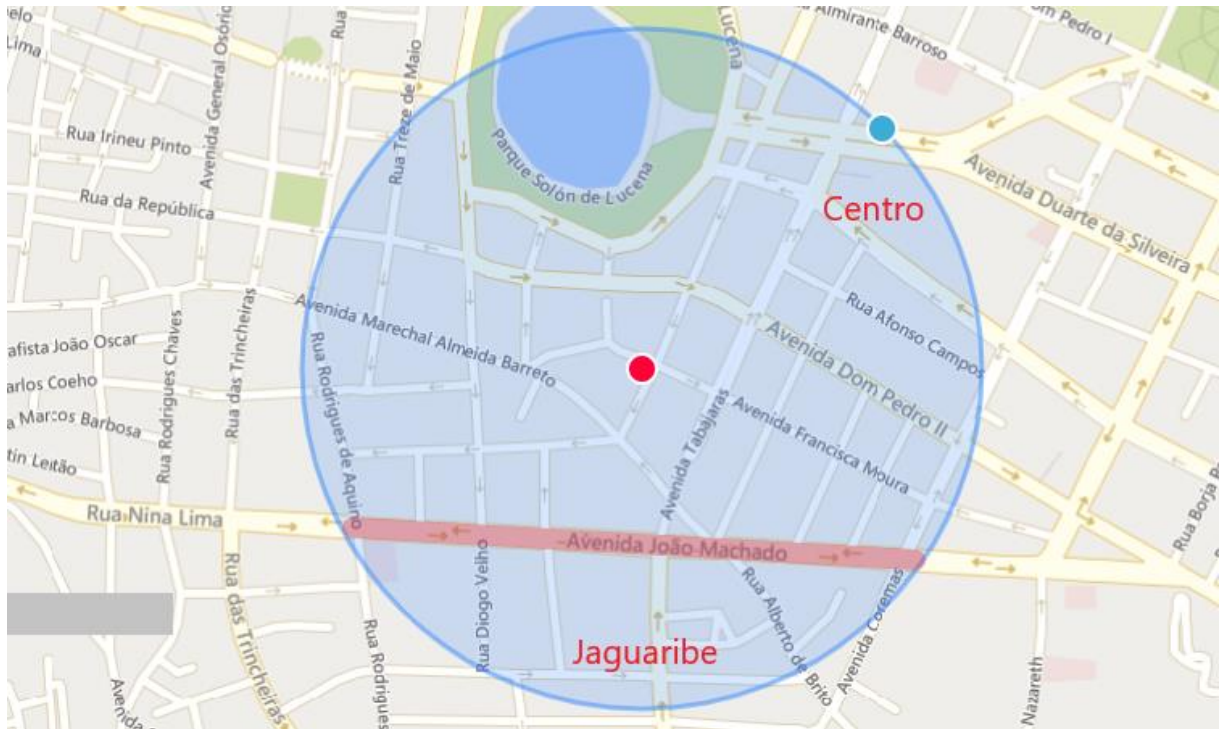 Almirante Barroso
Dom Pedro I
Lucena
Rua
Avenida General Osório
Rua Treze de Maio
Lima
Parque Solón de Lucena
Rua Irineu Pinto
Rua da República
Centro
Avenida Duarte da Silveira
Avenida Marechal Almeida Barreto
Rua Afonso Campos
Avenida Dom Pedro II
João Oscar
Coeho
Marcos Barbosa
Leitão
Rua Rodrigues Chaves
Rua das Trincheiras
Rua Rodrigues de Aquino
Avenida Tabajaras
Avenida Francisca Moura
Rua Nina Lima
Avenida João Machado
Rua Borja
Rua Diogo Velho
Rua das Trincheiras
Rua Alberto de Brito
Avenida Coremas
Jaguaribe
Rua Rodrigues
Nazareth
Avenida